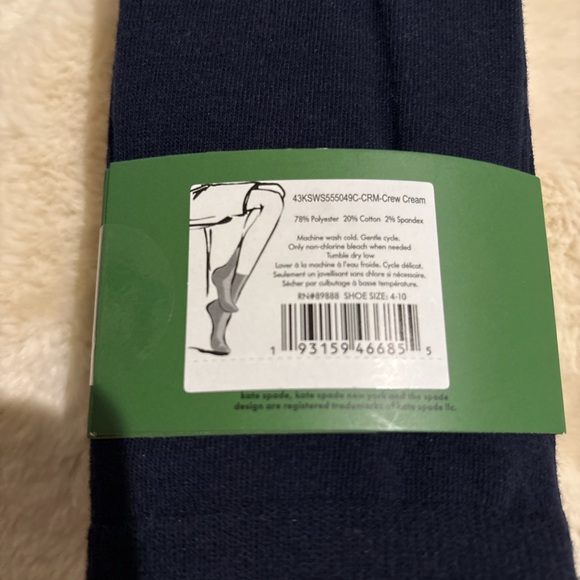 43KSWS555049C-CRM-Crew Cream
78% Polyester 20% Cotton 2% Spandex
Machine wash cold. Gentle cycle.
Only non-chlorine bleach when needed
Tumble dry low
Laver à la machine à l'eau froide. Cycle délicat.
Seulement un javellisant sans chlore si nécessaire.
Sécher par culbutage à basse température.
RN#89888 SHOE SIZE: 4-10
1 93159 46685 5
kate spade, kate spade new york and the spade
design are registered trademarks of kate spade llc.